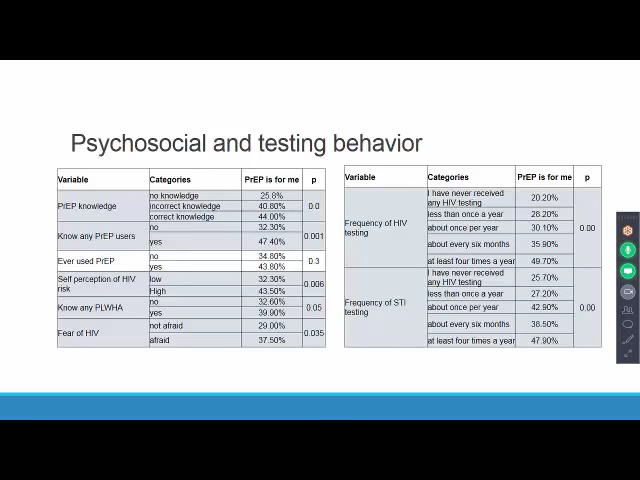 Psychosocial and testing behavior
Variable Categories PrEP is for me p
PrEP knowledge no knowledge 25.8% 0.0
incorrect knowledge 40.80%
correct knowledge 44.00%
Know any PrEP users no 32.30% 0.001
yes 47.40%
Ever used PrEP no 34.80% 0.3
yes 43.80%
Self perception of HIV risk low 32.30% 0.006
High 43.50%
Know any PLWHA no 32.60% 0.05
yes 39.90%
Fear of HIV not afraid 29.00% 0.035
afraid 37.50%
Variable Categories PrEP is for me p
Frequency of HIV testing I have never received any HIV testing 20.20% 0.00
less than once a year 28.20%
about once per year 30.10%
about every six months 35.90%
at least four times a year 49.70%
Frequency of STI testing I have never received any HIV testing 25.70% 0.00
less than once a year 27.20%
about once per year 42.90%
about every six months 38.50%
at least four times a year 47.90%